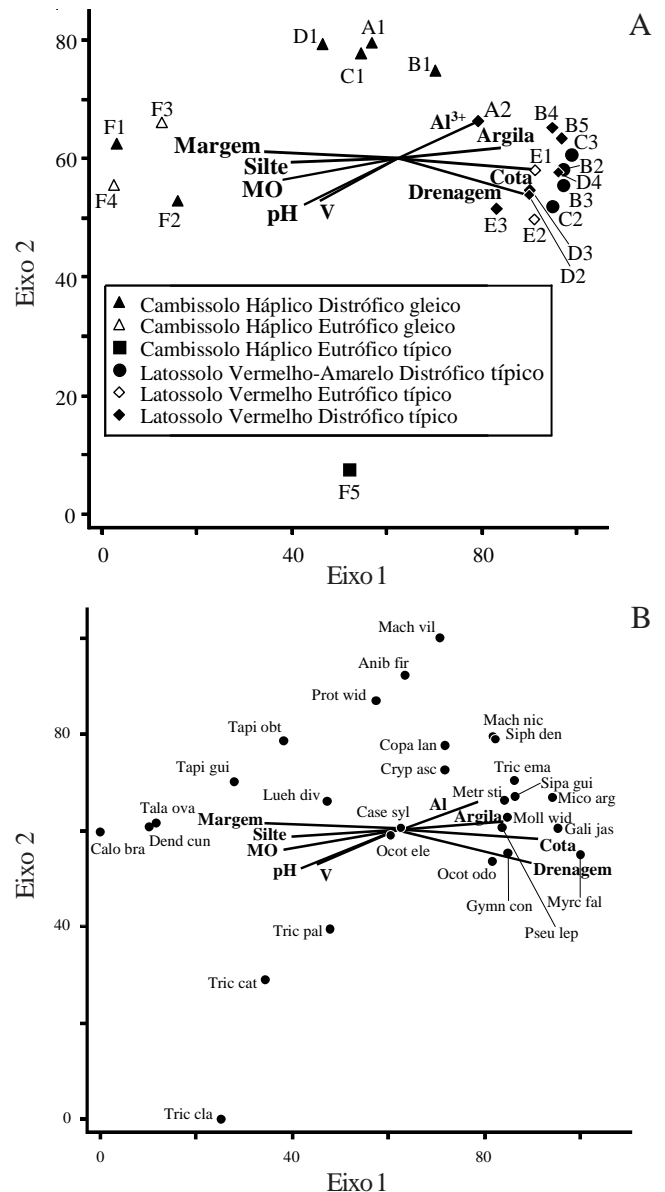 A
80
D1
A1
C1
B1
F3
F1
Al3+
A2
B4
B5
Argila
C3
Margem
60
E1
Silte
B2
Cota
D4
MO
F4
pH
V
F2
Drenagem
B3
C2
E3
E2
D3
D2
40
Cambissolo Háplico Distrófico gleico
Cambissolo Háplico Eutrófico gleico
Cambissolo Háplico Eutrófico típico
Latossolo Vermelho-Amarelo Distrófico típico
Latossolo Vermelho Eutrófico típico
Latossolo Vermelho Distrófico típico
20
F5
0
Eixo 2
0
40
80
Eixo 1
B
Mach vil
Anib fir
Prot wid
80
Tapi obt
Mach nic
Siph den
Copa lan
Tapi gui
Cryp asc
Tric ema
Sipa gui
Lueh div
Metr sti
Mico arg
Tala ova
Al
Margem
Case syl
Argila
Moll wid
Dend cun
Silte
Gali jas
Calo bra
MO
Ocot ele
Cota
pH
V
Ocot odo
Drenagem
Gymn con
Myrc fal
Pseu lep
40
Tric pal
Tric cat
Tric cla
0
Eixo 2
0
40
80
Eixo 1